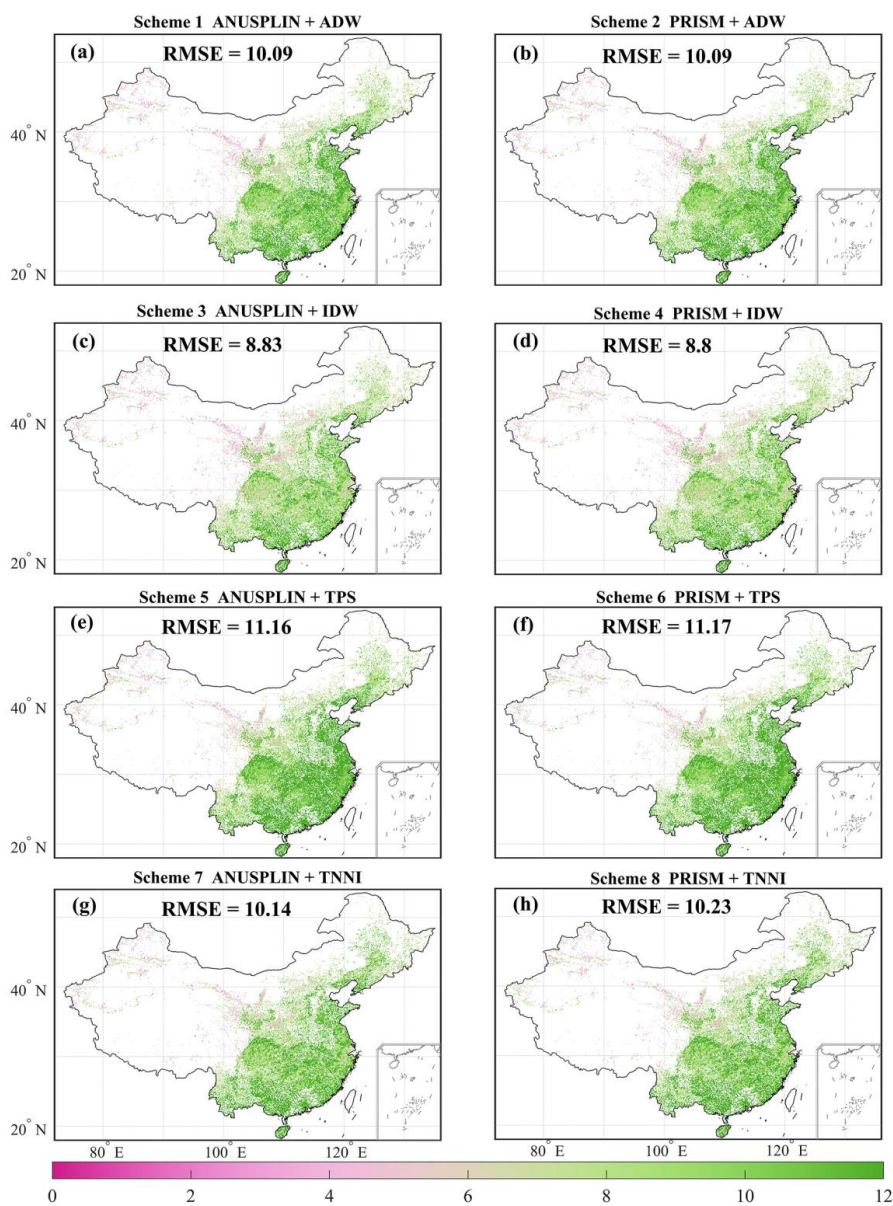 Scheme 1 ANUSPLIN + ADW
Scheme 2 PRISM + ADW
(a) RMSE = 10.09
(b) RMSE = 10.09
40° N
20° N
Scheme 3 ANUSPLIN + IDW
Scheme 4 PRISM + IDW
(c) RMSE = 8.83
(d) RMSE = 8.8
40° N
20° N
Scheme 5 ANUSPLIN + TPS
Scheme 6 PRISM + TPS
(e) RMSE = 11.16
(f) RMSE = 11.17
40° N
20° N
Scheme 7 ANUSPLIN + TNNI
Scheme 8 PRISM + TNNI
(g) RMSE = 10.14
(h) RMSE = 10.23
40° N
20° N
80° E 100° E 120° E 80° E 100° E 120° E
0 2 4 6 8 10 12